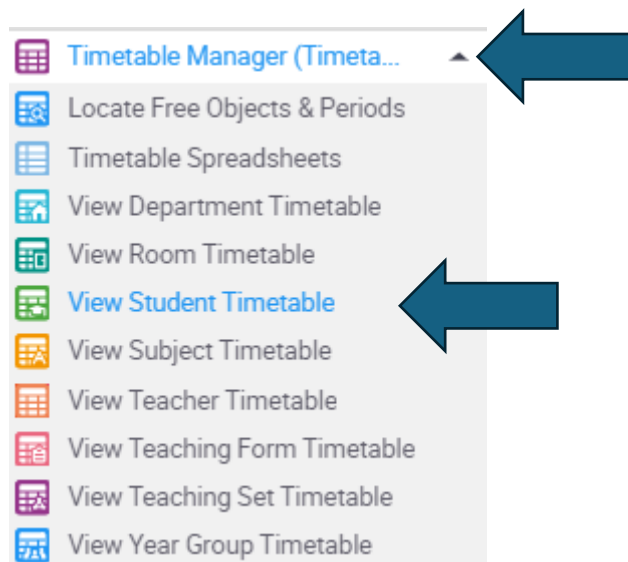 Timetable Manager (Timeta...
Locate Free Objects & Periods
Timetable Spreadsheets
View Department Timetable
View Room Timetable
View Student Timetable
View Subject Timetable
View Teacher Timetable
View Teaching Form Timetable
View Teaching Set Timetable
View Year Group Timetable